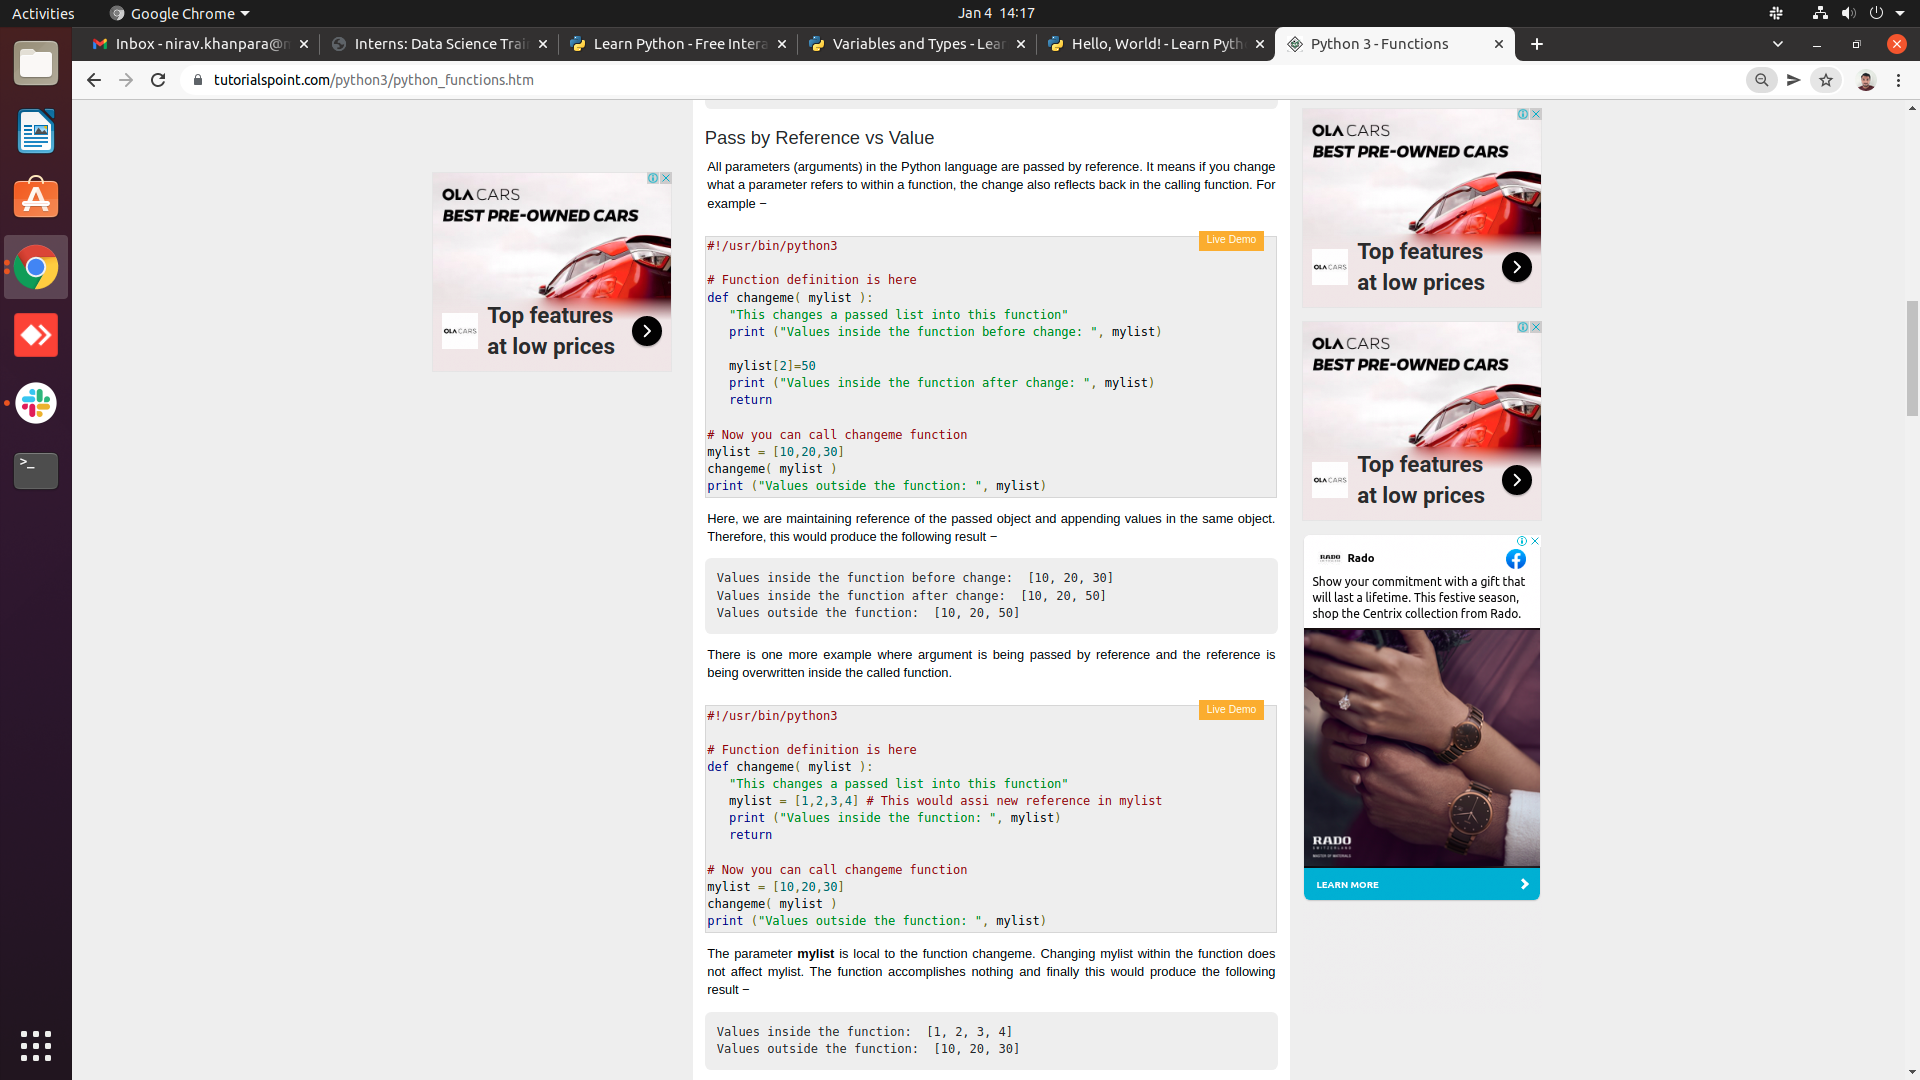 Activities
Google Chrome
Jan 4 14:17
Inbox - nirav.khanpara@
Interns: Data Science Trai
Learn Python - Free Intera
Variables and Types - Lear
Hello, World! - Learn Pyth
Python 3 - Functions
tutorialspoint.com/python3/python_functions.htm
Pass by Reference vs Value
All parameters (arguments) in the Python language are passed by reference. It means if you change
what a parameter refers to within a function, the change also reflects back in the calling function. For
example −
Live Demo
#!/usr/bin/python3
# Function definition is here
def changeme( mylist ):
"This changes a passed list into this function"
print ("Values inside the function before change: ", mylist)
mylist[2]=50
print ("Values inside the function after change: ", mylist)
return
# Now you can call changeme function
mylist = [10,20,30]
changeme( mylist )
print ("Values outside the function: ", mylist)
Here, we are maintaining reference of the passed object and appending values in the same object.
Therefore, this would produce the following result −
Values inside the function before change:  [10, 20, 30]
Values inside the function after change:  [10, 20, 50]
Values outside the function:  [10, 20, 50]
There is one more example where argument is being passed by reference and the reference is
being overwritten inside the called function.
Live Demo
#!/usr/bin/python3
# Function definition is here
def changeme( mylist ):
"This changes a passed list into this function"
mylist = [1,2,3,4] # This would assi new reference in mylist
print ("Values inside the function: ", mylist)
return
# Now you can call changeme function
mylist = [10,20,30]
changeme( mylist )
print ("Values outside the function: ", mylist)
The parameter mylist is local to the function changeme. Changing mylist within the function does
not affect mylist. The function accomplishes nothing and finally this would produce the following
result −
Values inside the function:  [1, 2, 3, 4]
Values outside the function:  [10, 20, 30]
OLA CARS
BEST PRE-OWNED CARS
OLA CARS
Top features
at low prices
OLA CARS
BEST PRE-OWNED CARS
OLA CARS
Top features
at low prices
OLA CARS
BEST PRE-OWNED CARS
OLA CARS
Top features
at low prices
RADO
Rado
Show your commitment with a gift that
will last a lifetime. This festive season,
shop the Centrix collection from Rado.
RADO
SWITZERLAND
MASTER OF MATERIALS
LEARN MORE